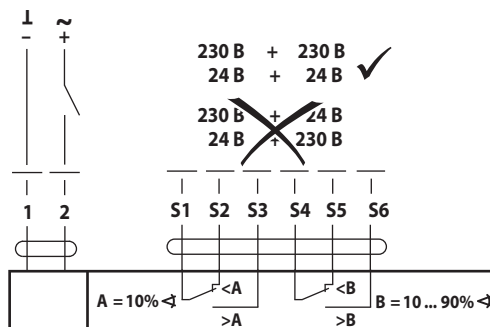 ⊥ ~
– +
230 В + 230 В
24 В + 24 В
230 В + 24 В
24 В + 230 В
1 2 S1 S2 S3 S4 S5 S6
A = 10% <A >A
<B >B B = 10 ... 90%